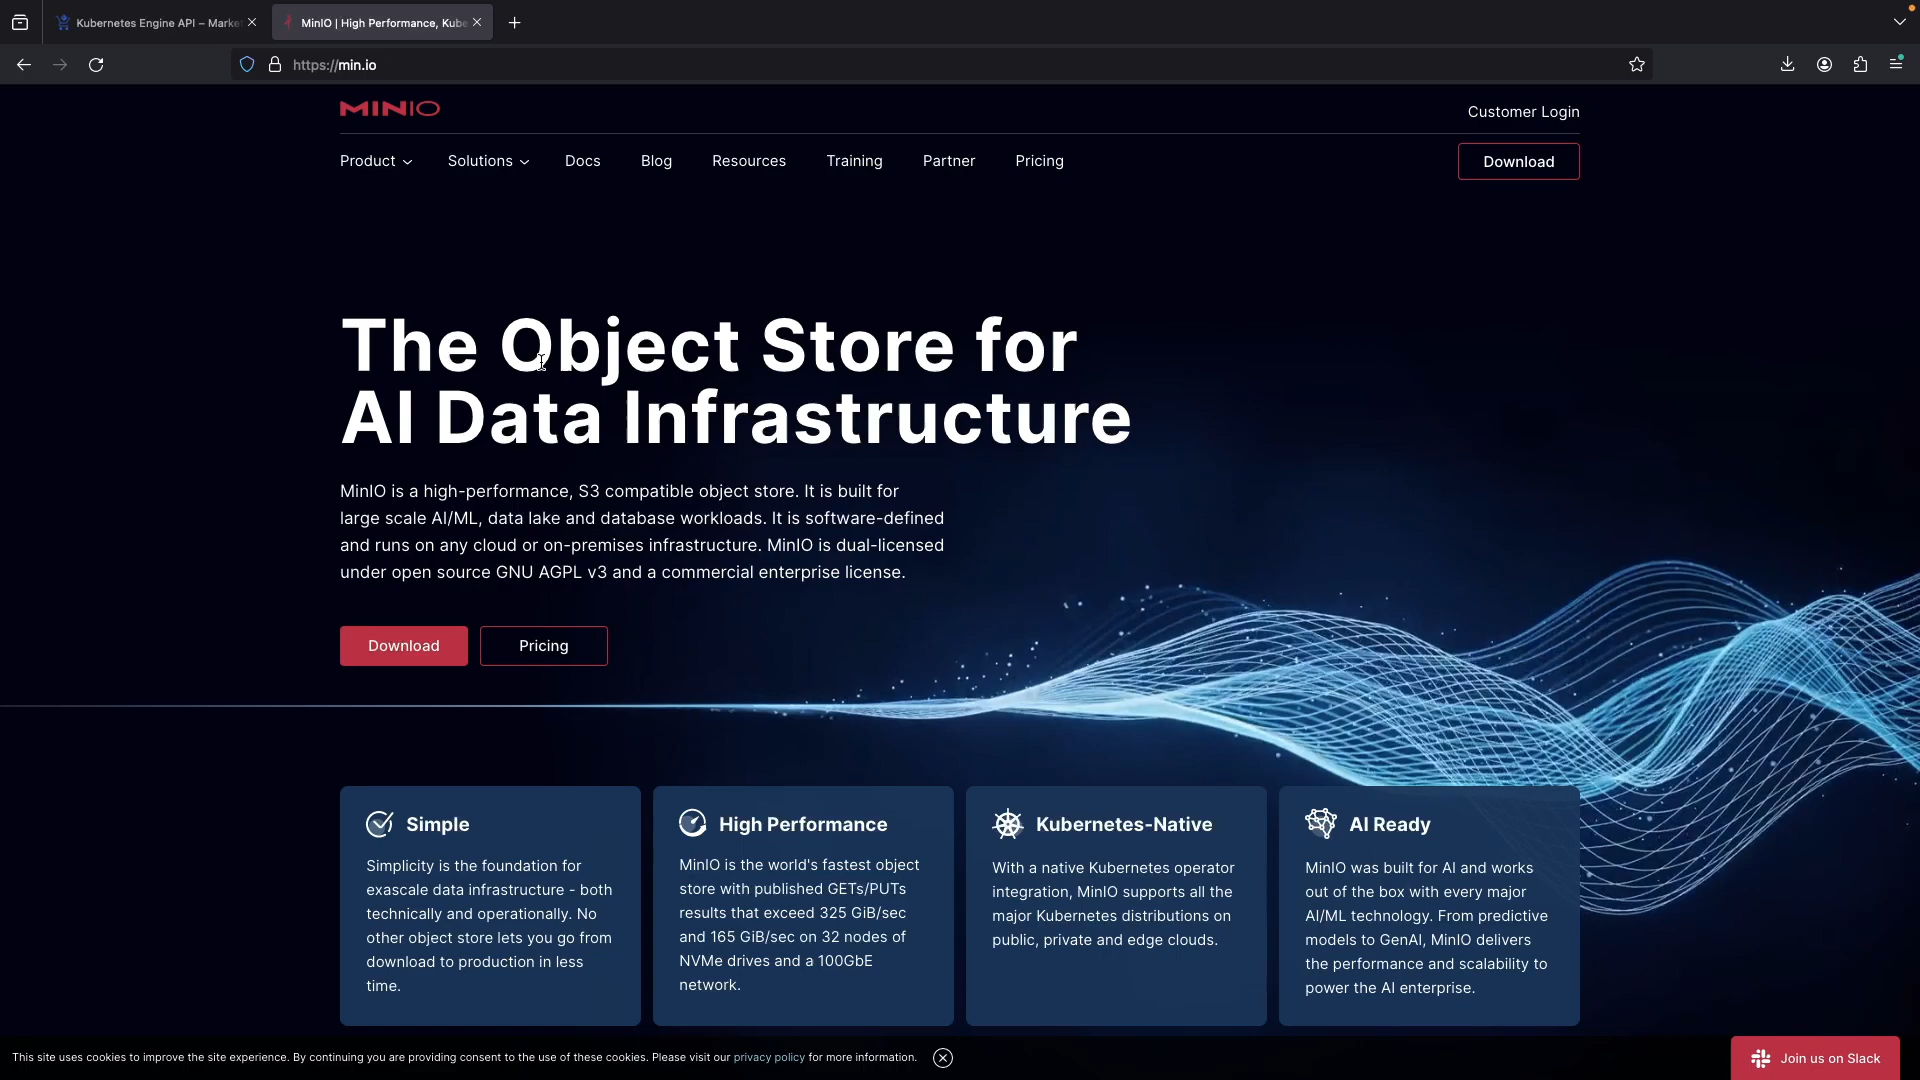 Kubernetes Engine API – Marke
MinIO | High Performance, Kube
https://min.io
MINIO
Customer Login
Product
Solutions
Docs
Blog
Resources
Training
Partner
Pricing
Download
The Object Store for
AI Data Infrastructure
MinIO is a high-performance, S3 compatible object store. It is built for
large scale AI/ML, data lake and database workloads. It is software-defined
and runs on any cloud or on-premises infrastructure. MinIO is dual-licensed
under open source GNU AGPL v3 and a commercial enterprise license.
Download
Pricing
Simple
Simplicity is the foundation for
exascale data infrastructure - both
technically and operationally. No
other object store lets you go from
download to production in less
time.
High Performance
MinIO is the world's fastest object
store with published GETs/PUTs
results that exceed 325 GiB/sec
and 165 GiB/sec on 32 nodes of
NVMe drives and a 100GbE
network.
Kubernetes-Native
With a native Kubernetes operator
integration, MinIO supports all the
major Kubernetes distributions on
public, private and edge clouds.
AI Ready
MinIO was built for AI and works
out of the box with every major
AI/ML technology. From predictive
models to GenAI, MinIO delivers
the performance and scalability to
power the AI enterprise.
This site uses cookies to improve the site experience. By continuing you are providing consent to the use of these cookies. Please visit our privacy policy for more information.
Join us on Slack